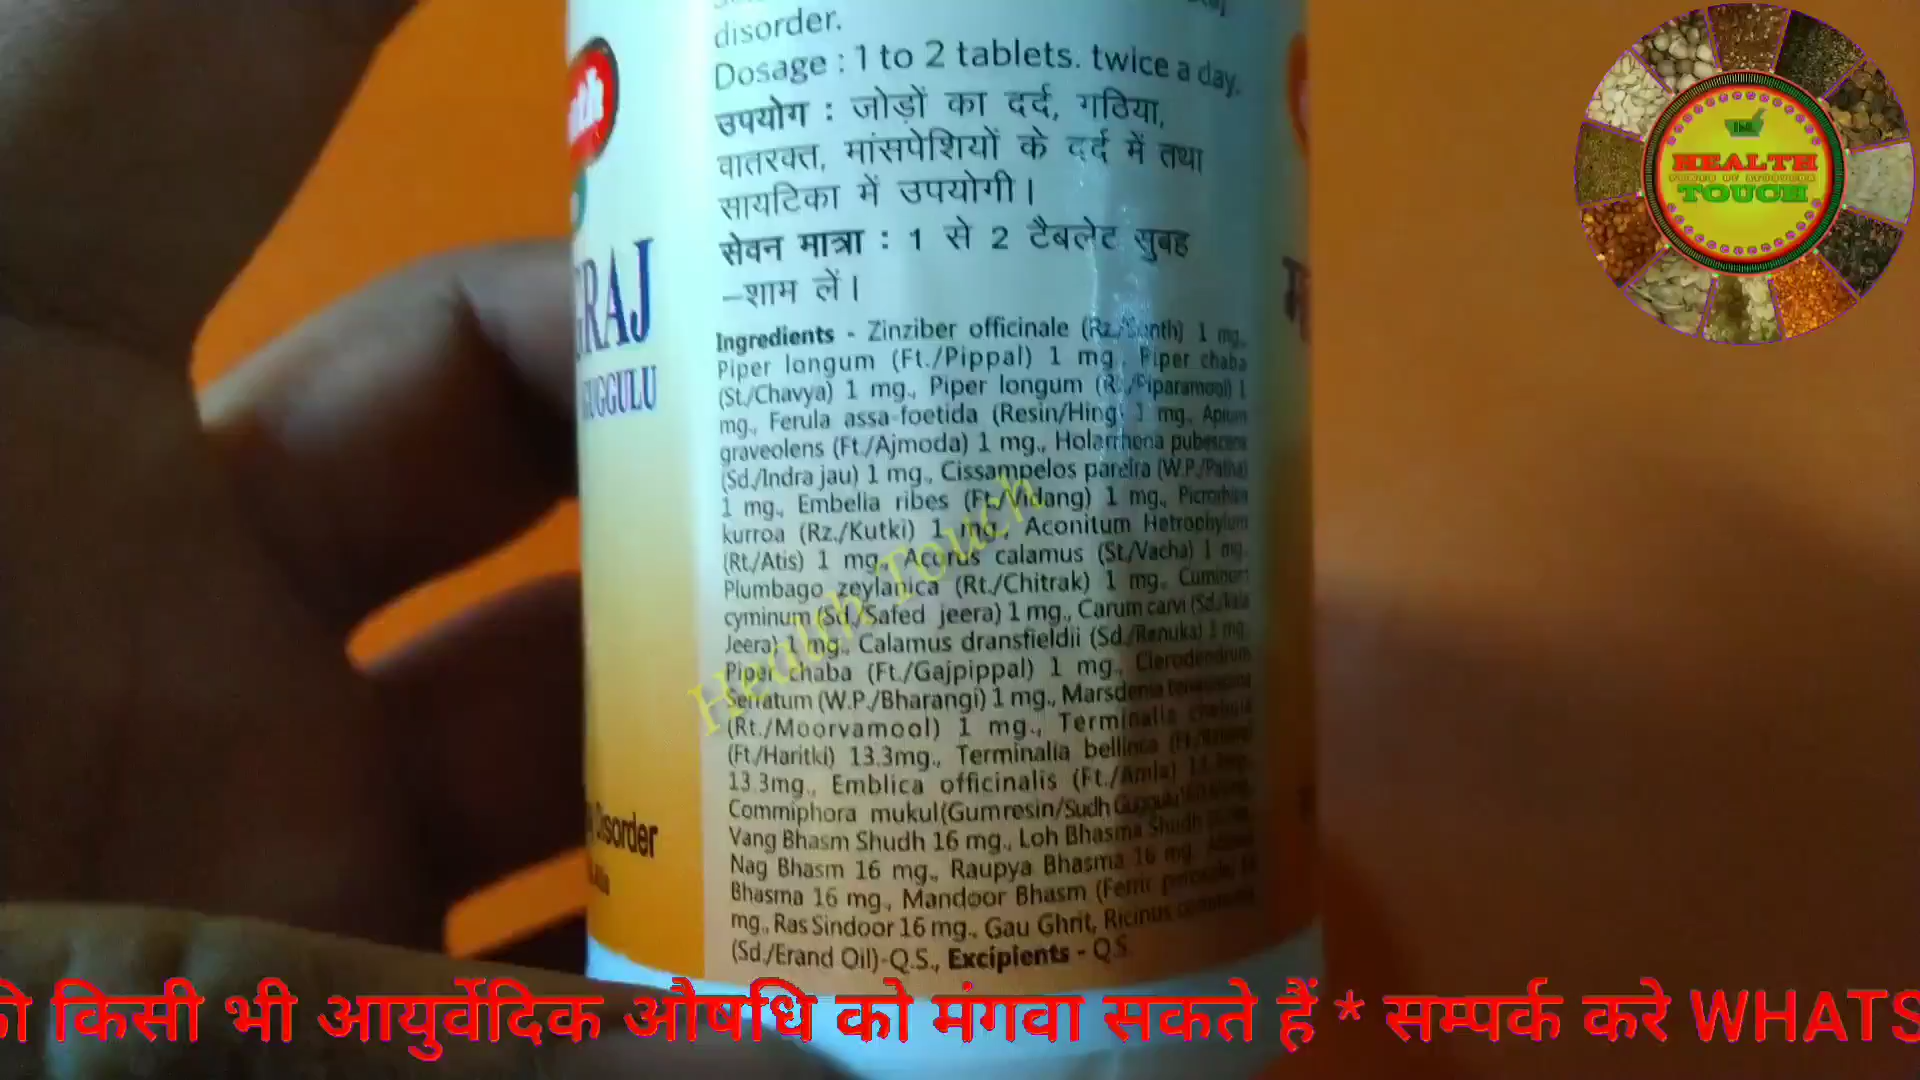 disorder.
Dosage : 1 to 2 tablets. twice a day.
उपयोग : जोड़ों का दर्द, गठिया,
वातरक्त, मांसपेशियों के दर्द में तथा
सायटिका में उपयोगी।
सेवन मात्रा : 1 से 2 टैबलेट सुबह
–शाम लें।
Ingredients - Zinziber officinale (Rz./Sonth) 1 mg.,
Piper longum (Ft./Pippal) 1 mg., Piper chaba
(St./Chavya) 1 mg., Piper longum (Rt./Piparamool) 1
mg., Ferula assa-foetida (Resin/Hing) 1 mg., Apium
graveolens (Ft./Ajmoda) 1 mg., Holarrhena pubescens
(Sd./Indra jau) 1 mg., Cissampelos pareira (W.P./Patha)
1 mg., Embelia ribes (Ft./Vidang) 1 mg., Picrorhiza
kurroa (Rz./Kutki) 1 mg., Aconitum Hetrophylum
(Rt./Atis) 1 mg., Acorus calamus (St./Vacha) 1 mg.
Plumbago zeylanica (Rt./Chitrak) 1 mg., Cuminum
cyminum (Sd./Safed jeera) 1 mg., Carum carvi (Sd./kala
Jeera) 1 mg., Calamus dransfieldii (Sd./Renuka) 1 mg.
Piper chaba (Ft./Gajpippal) 1 mg., Clerodendrum
Serratum (W.P./Bharangi) 1 mg., Marsdenia
(Rt./Moorvamool) 1 mg., Terminalia chebula
(Ft./Haritki) 13.3mg., Terminalia bellirica
13.3mg., Emblica officinalis (Ft./Amla)
Commiphora mukul(Gumresin/Sudh Guggulu)
Vang Bhasm Shudh 16 mg., Loh Bhasma Shudh
Nag Bhasm 16 mg., Raupya Bhasma 16 mg.
Bhasma 16 mg., Mandoor Bhasm (Ferric peroxide)
mg., Ras Sindoor 16 mg., Gau Ghrit, Ricinus communis
(Sd./Erand Oil)-Q.S., Excipients - Q.S.
GRAJ
GUGGULU
Disorder
Health Touch
HEALTH
TOUCH
किसी भी आयुर्वेदिक औषधि को मंगवा सकते हैं * सम्पर्क करे WHATS